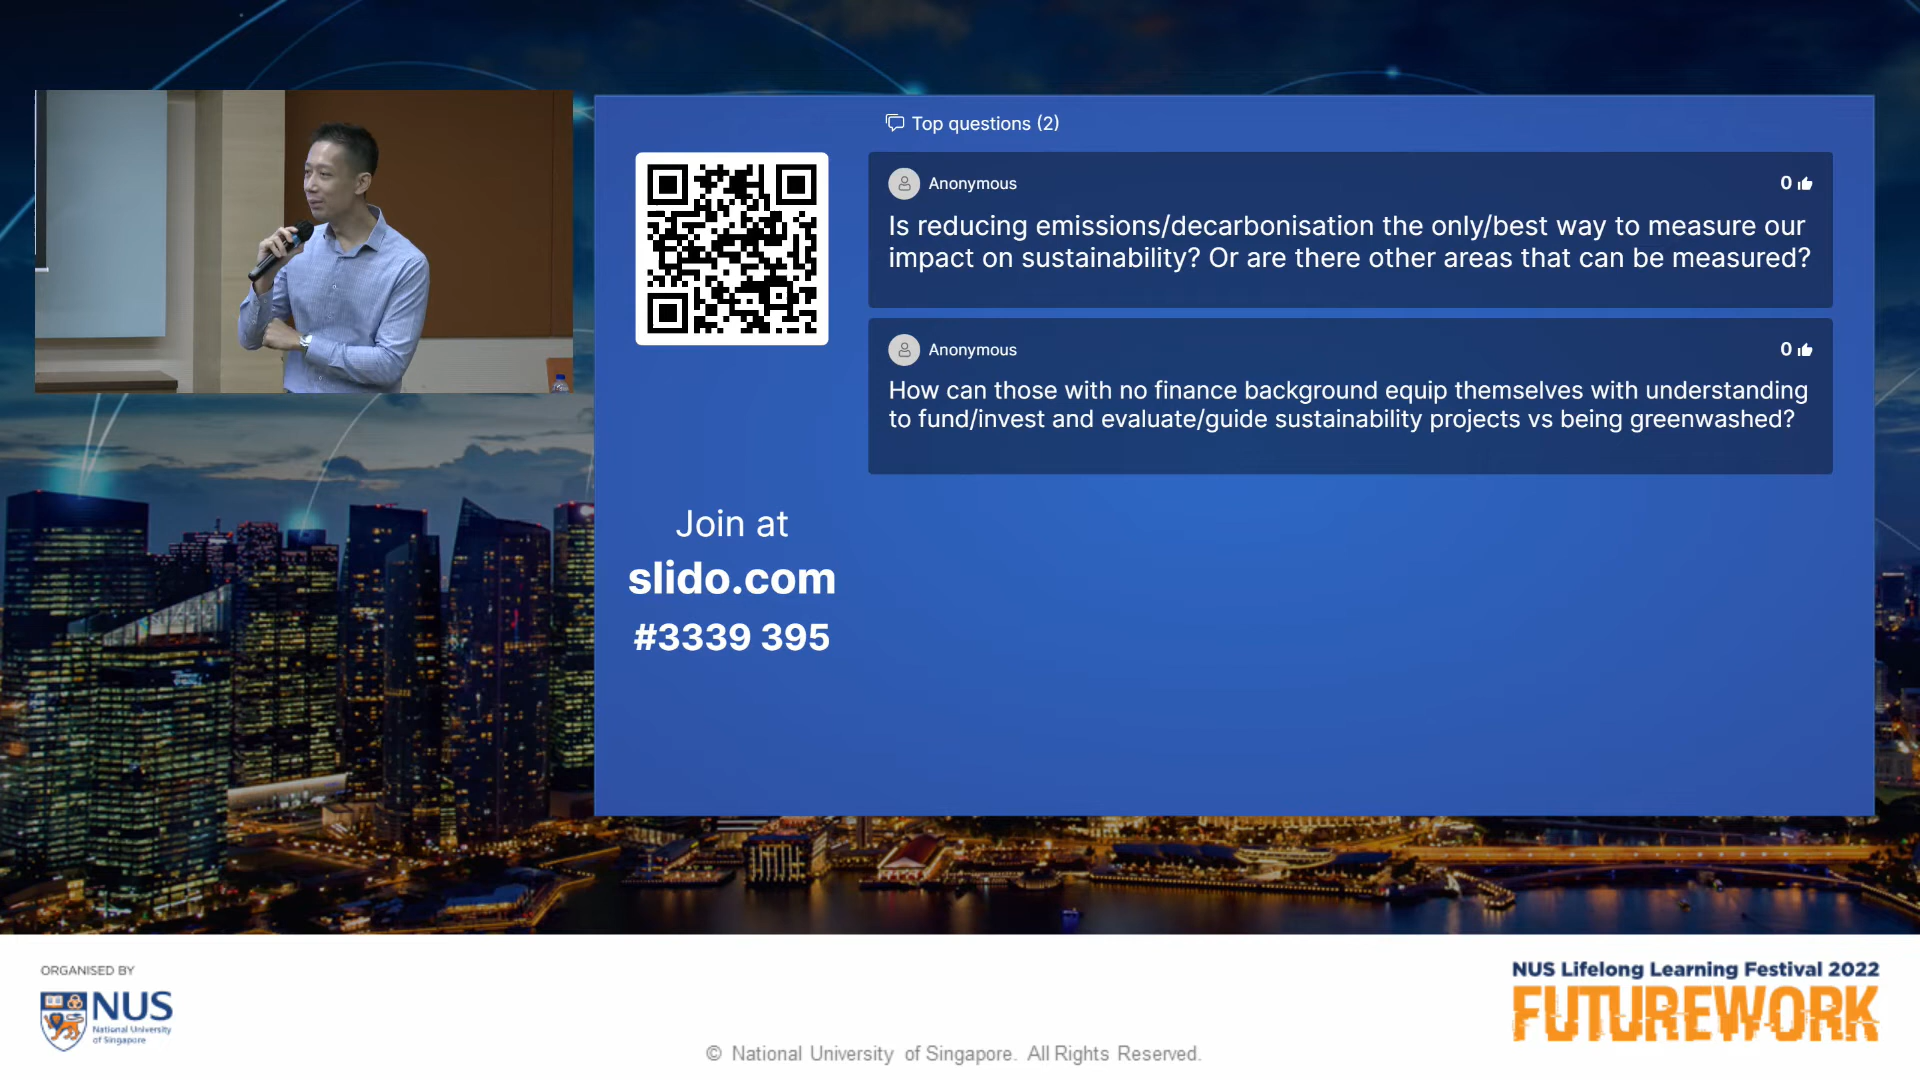 Top questions (2)
Anonymous
0
Is reducing emissions/decarbonisation the only/best way to measure our
impact on sustainability? Or are there other areas that can be measured?
Anonymous
0
How can those with no finance background equip themselves with understanding
to fund/invest and evaluate/guide sustainability projects vs being greenwashed?
Join at
slido.com
#3339 395
ORGANISED BY
NUS
National University
of Singapore
© National University of Singapore. All Rights Reserved.
NUS Lifelong Learning Festival 2022
FUTUREWORK